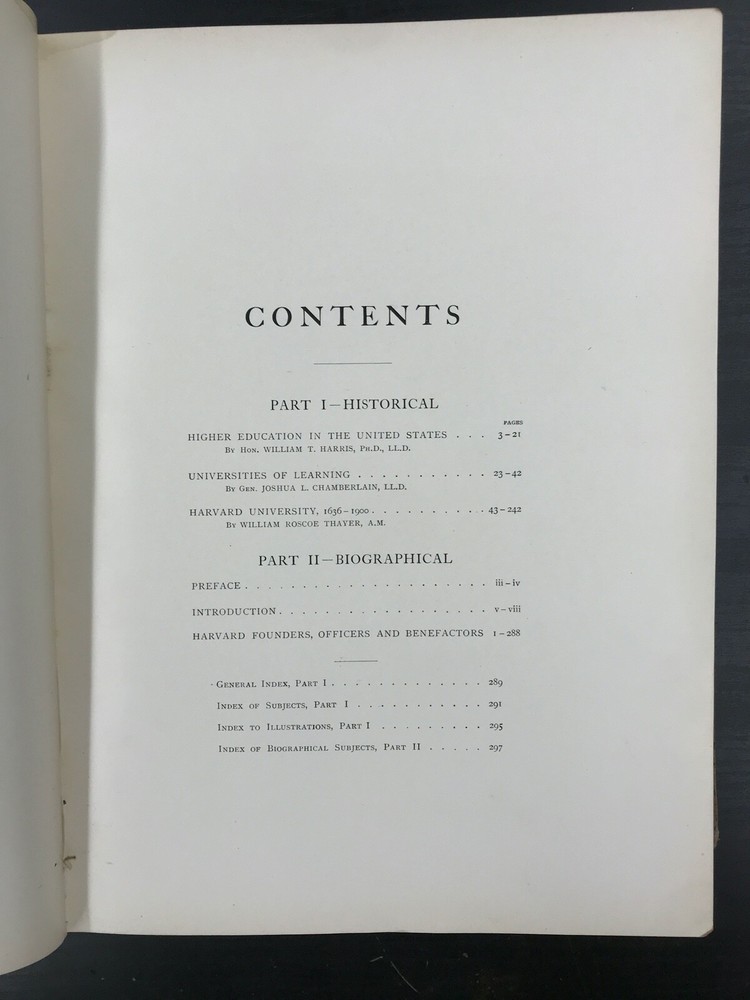 CONTENTS
PART I—HISTORICAL
PAGES
HIGHER EDUCATION IN THE UNITED STATES . . . 3–21
By Hon. WILLIAM T. HARRIS, Ph.D., LL.D.
UNIVERSITIES OF LEARNING . . . . . . . . . . . 23–42
By Gen. JOSHUA L. CHAMBERLAIN, LL.D.
HARVARD UNIVERSITY, 1636–1900 . . . . . . . . . . 43–242
By WILLIAM ROSCOE THAYER, A.M.
PART II—BIOGRAPHICAL
PREFACE . . . . . . . . . . . . . . . . . . . . . . iii–iv
INTRODUCTION . . . . . . . . . . . . . . . . . . . v–viii
HARVARD FOUNDERS, OFFICERS AND BENEFACTORS 1–288
General Index, Part I . . . . . . . . . . . . . . 289
Index of Subjects, Part I . . . . . . . . . . . 291
Index to Illustrations, Part I . . . . . . . . . 295
Index of Biographical Subjects, Part II . . . . . 297